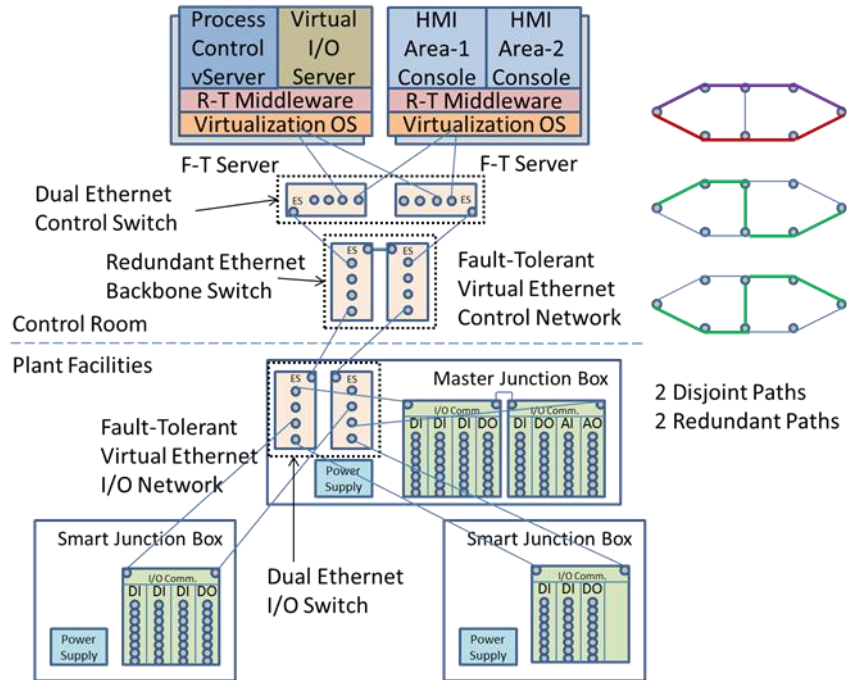 Process
Control
vServer
Virtual
I/O
Server
R-T Middleware
Virtualization OS
HMI
Area-1
Console
HMI
Area-2
Console
R-T Middleware
Virtualization OS
F-T Server
F-T Server
Dual Ethernet
Control Switch
ES
ES
Redundant Ethernet
Backbone Switch
ES
ES
Fault-Tolerant
Virtual Ethernet
Control Network
Control Room
Plant Facilities
ES
ES
Master Junction Box
I/O Comm.
DI DI DI DO
I/O Comm.
DI DO AI AO
Power
Supply
Fault-Tolerant
Virtual Ethernet
I/O Network
2 Disjoint Paths
2 Redundant Paths
Smart Junction Box
I/O Comm.
DI DI DI DO
Power
Supply
Dual Ethernet
I/O Switch
Smart Junction Box
I/O Comm.
DI DI DO
Power
Supply